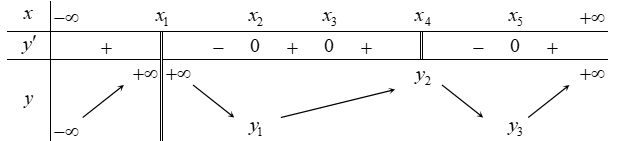 x −∞ x₁ x₂ x₃ x₄ x₅ +∞
y′ + − 0 + 0 + − 0 +
+∞ +∞ y₂ +∞
y
−∞ y₁ y₃